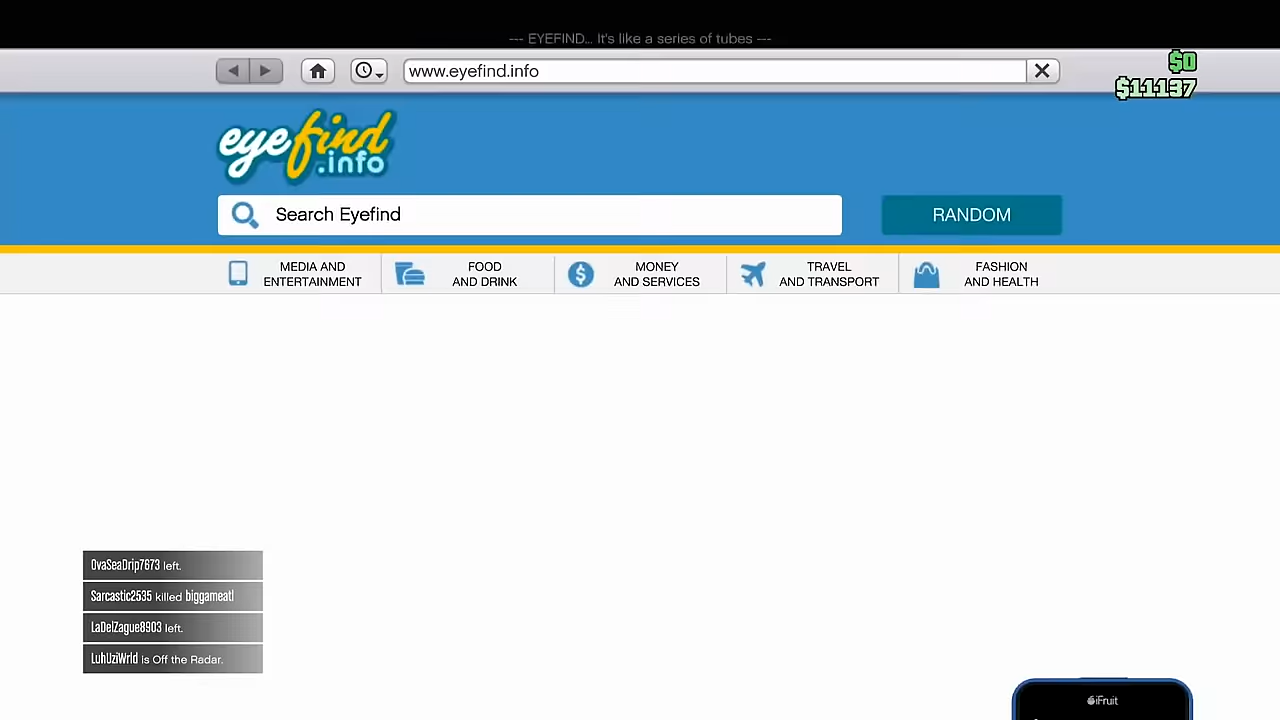 --- EYEFIND... It's like a series of tubes ---
www.eyefind.info
$0
$11137
eyefind
.info
Search Eyefind
RANDOM
MEDIA AND
ENTERTAINMENT
FOOD
AND DRINK
MONEY
AND SERVICES
TRAVEL
AND TRANSPORT
FASHION
AND HEALTH
OvaSeaDrip7673 left.
Sarcastic2535 killed biggameatl
LaDelZague8903 left.
LuhUziWrld is Off the Radar.
iFruit